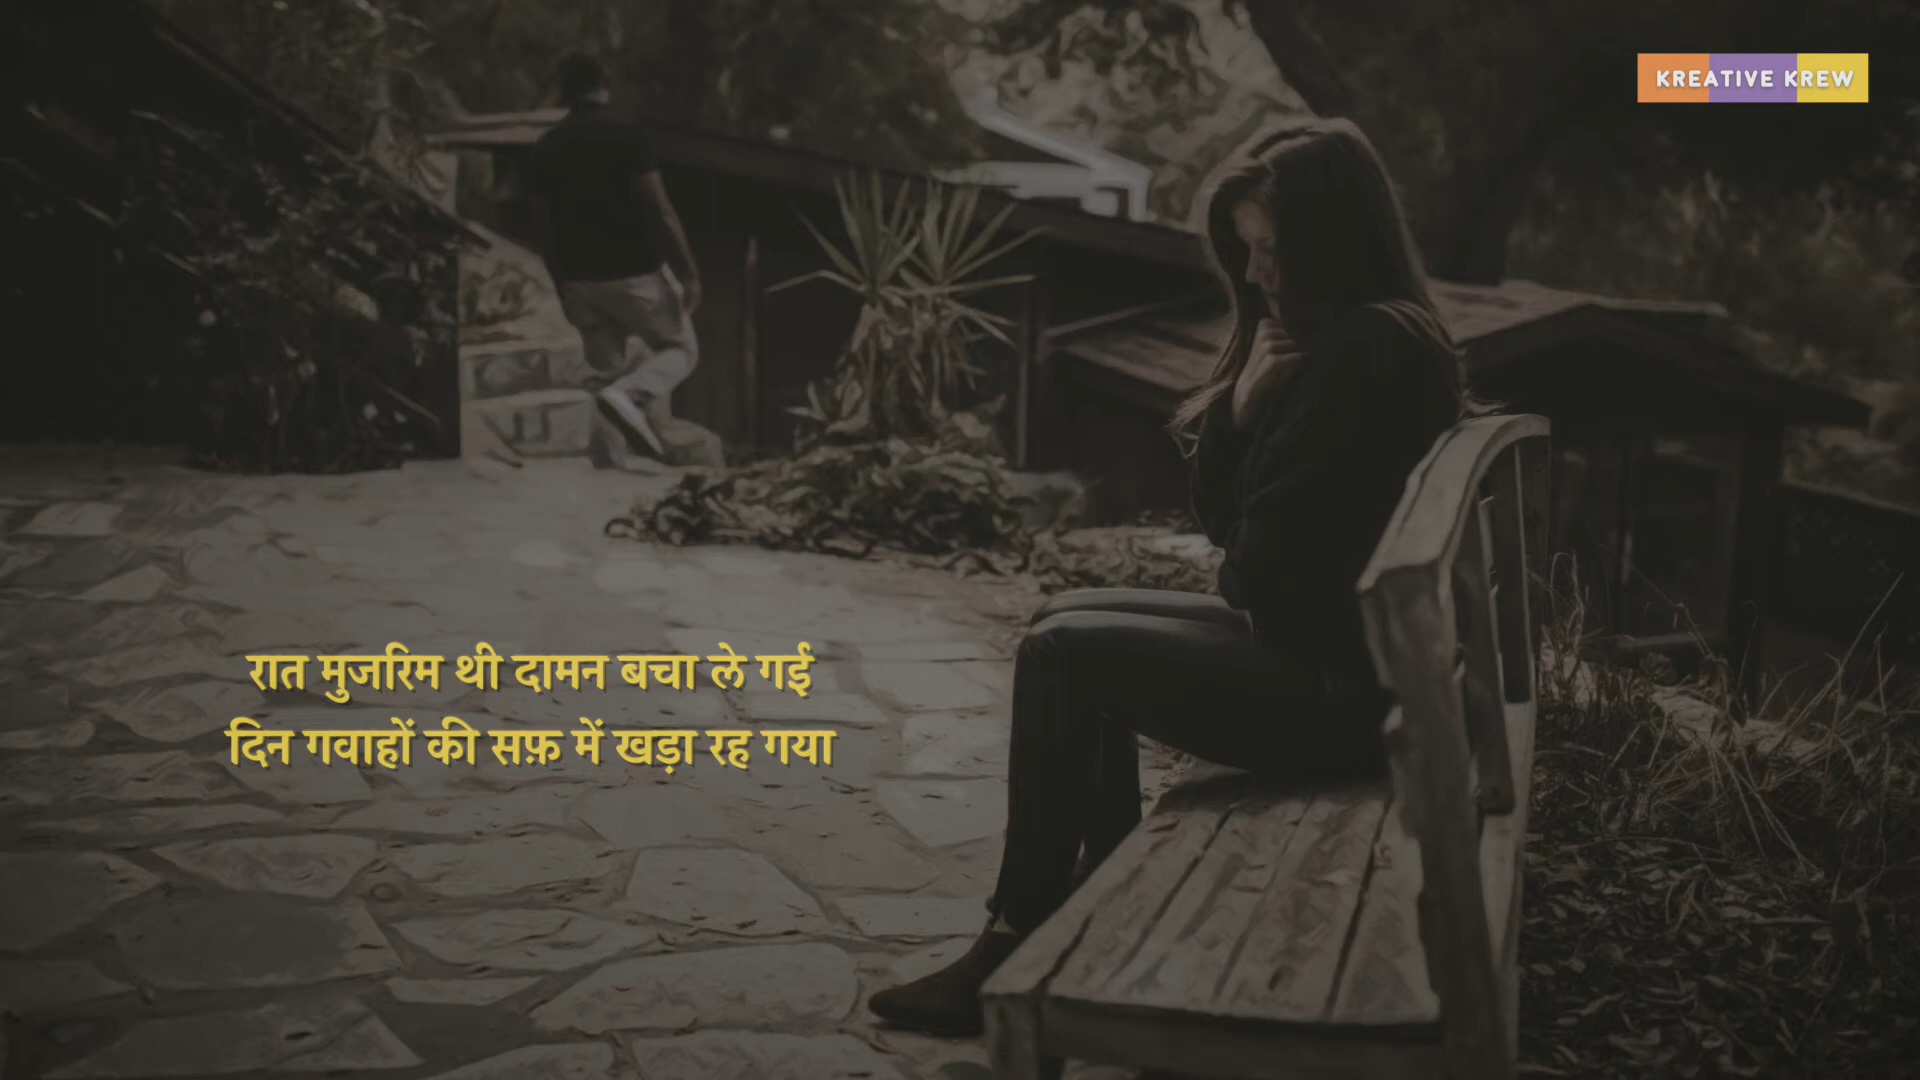 KREATIVE KREW
रात मुजरिम थी दामन बचा ले गई
दिन गवाहों की सफ़ में खड़ा रह गया